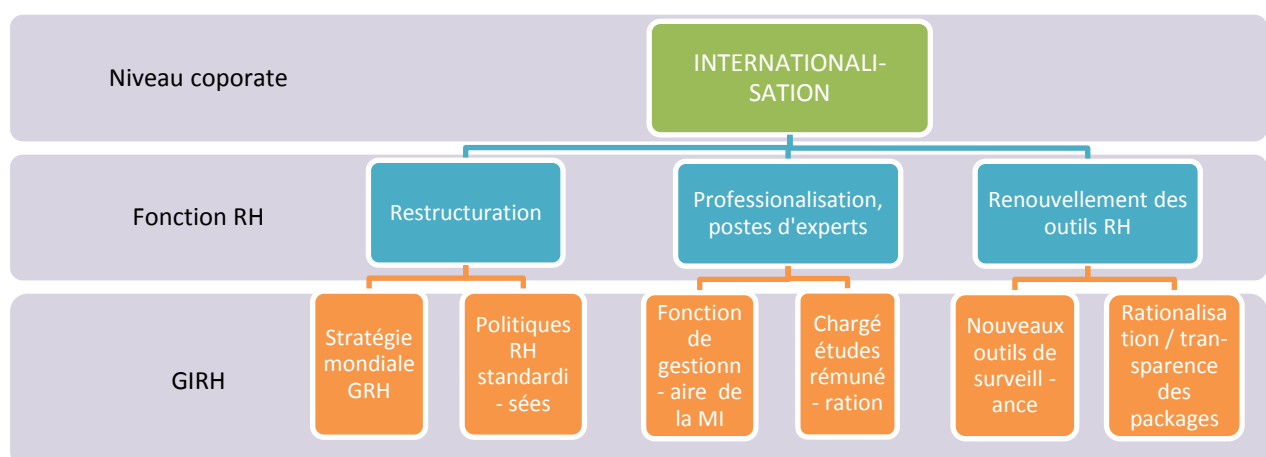 Niveau coporate
INTERNATIONALI-
SATION
Fonction RH
Restructuration
Professionalisation,
postes d'experts
Renouvellement des
outils RH
GIRH
Stratégie
mondiale
GRH
Politiques
RH
standardi
- sées
Fonction
de
gestionn
- aire de
la MI
Chargé
études
rémuné
- ration
Nouveaux
outils de
surveill -
ance
Rationalisa
tion / tran-
sparence
des
packages